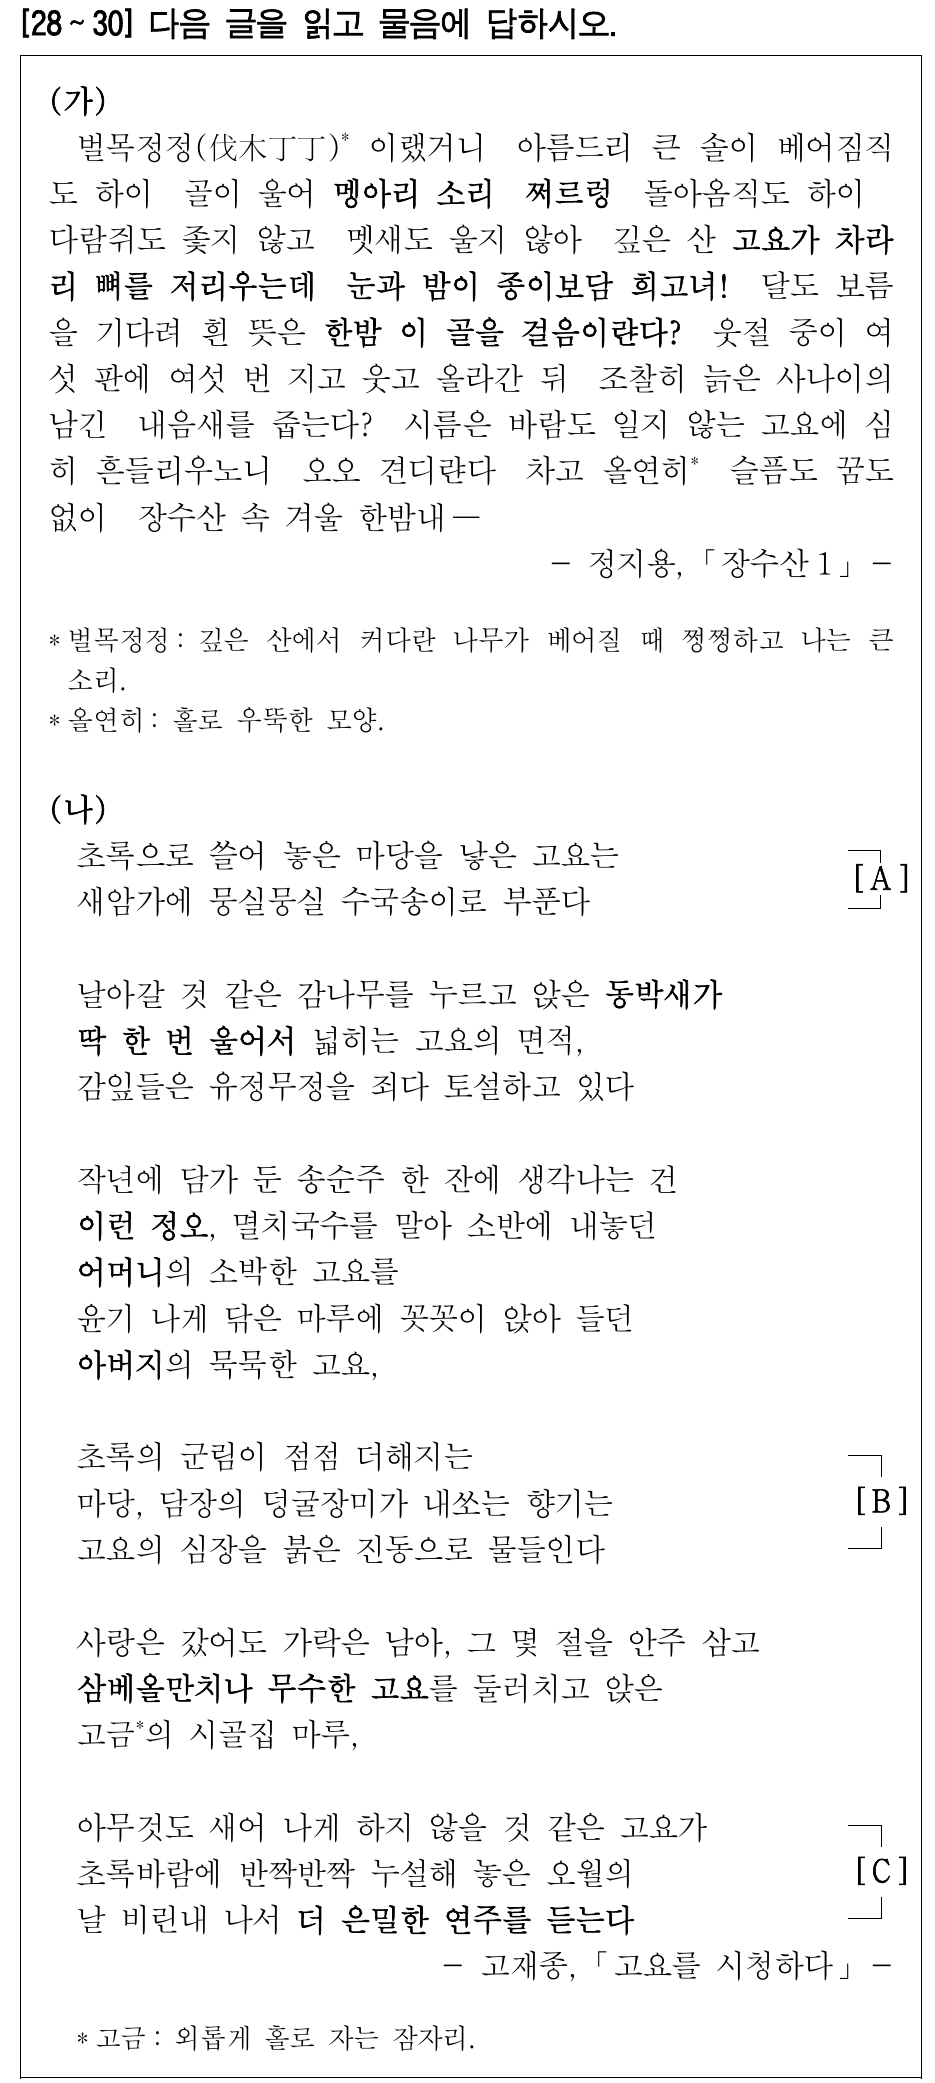 [28~30] 다음 글을 읽고 물음에 답하시오.
(가)
벌목정정(伐木丁丁)* 이랬거니 아름드리 큰 솔이 베어짐직
도 하이 골이 울어 멩아리 소리 쩌르렁 돌아옴직도 하이
다람쥐도 좇지 않고 멧새도 울지 않아 깊은 산 고요가 차라
리 뼈를 저리우는데 눈과 밤이 종이보담 희고녀! 달도 보름
을 기다려 흰 뜻은 한밤 이 골을 걸음이랸다? 웃절 중이 여
섯 판에 여섯 번 지고 웃고 올라간 뒤 조찰히 늙은 사나이의
남긴 내음새를 줍는다? 시름은 바람도 일지 않는 고요에 심
히 흔들리우노니 오오 견디랸다 차고 올연히* 슬픔도 꿈도
없이 장수산 속 겨울 한밤내―
- 정지용, 「장수산 1」 -
* 벌목정정 : 깊은 산에서 커다란 나무가 베어질 때 쩡쩡하고 나는 큰
소리.
* 올연히 : 홀로 우뚝한 모양.
(나)
초록으로 쓸어 놓은 마당을 낳은 고요는
[A]
새암가에 뭉실뭉실 수국송이로 부푼다
날아갈 것 같은 감나무를 누르고 앉은 동박새가
딱 한 번 울어서 넓히는 고요의 면적,
감잎들은 유정무정을 죄다 토설하고 있다
작년에 담가 둔 송순주 한 잔에 생각나는 건
이런 정오, 멸치국수를 말아 소반에 내놓던
어머니의 소박한 고요를
윤기 나게 닦은 마루에 꼿꼿이 앉아 들던
아버지의 묵묵한 고요,
초록의 군림이 점점 더해지는
마당, 담장의 덩굴장미가 내쏘는 향기는 [B]
고요의 심장을 붉은 진동으로 물들인다
사랑은 갔어도 가락은 남아, 그 몇 절을 안주 삼고
삼베올만치나 무수한 고요를 둘러치고 앉은
고금*의 시골집 마루,
아무것도 새어 나게 하지 않을 것 같은 고요가
초록바람에 반짝반짝 누설해 놓은 오월의 [C]
날 비린내 나서 더 은밀한 연주를 듣는다
- 고재종, 「고요를 시청하다」 -
* 고금 : 외롭게 홀로 자는 잠자리.